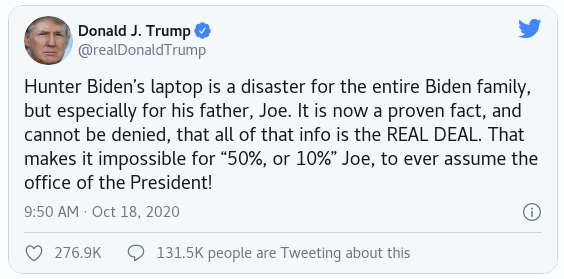 Donald J. Trump
@realDonaldTrump
Hunter Biden’s laptop is a disaster for the entire Biden family,
but especially for his father, Joe. It is now a proven fact, and
cannot be denied, that all of that info is the REAL DEAL. That
makes it impossible for “50%, or 10%” Joe, to ever assume the
office of the President!
9:50 AM · Oct 18, 2020
276.9K 131.5K people are Tweeting about this